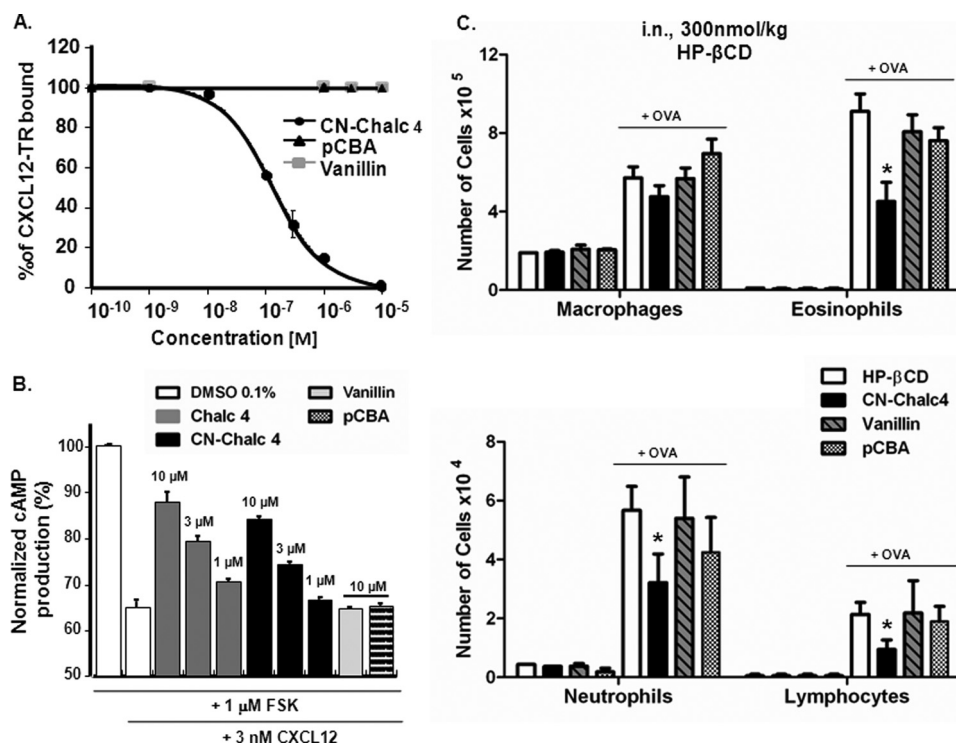 A.
%of CXCL12-TR bound
120
100
80
60
40
20
0
CN-Chalc 4
pCBA
Vanillin
10-10 10-9 10-8 10-7 10-6 10-5
Concentration [M]
B.
DMSO 0.1%
Chalc 4
CN-Chalc 4
Vanillin
pCBA
Normalized cAMP
production (%)
100
90
80
70
60
50
10 µM
3 µM
1 µM
10 µM
3 µM
1 µM
10 µM
+ 1 µM FSK
+ 3 nM CXCL12
C.
i.n., 300nmol/kg
HP-βCD
Number of Cells x10 5
12
8
4
0
+ OVA
+ OVA
*
Macrophages
Eosinophils
HP-βCD
CN-Chalc4
Vanillin
pCBA
Number of Cells x10 4
8
6
4
2
0
+ OVA
*
+ OVA
*
Neutrophils
Lymphocytes